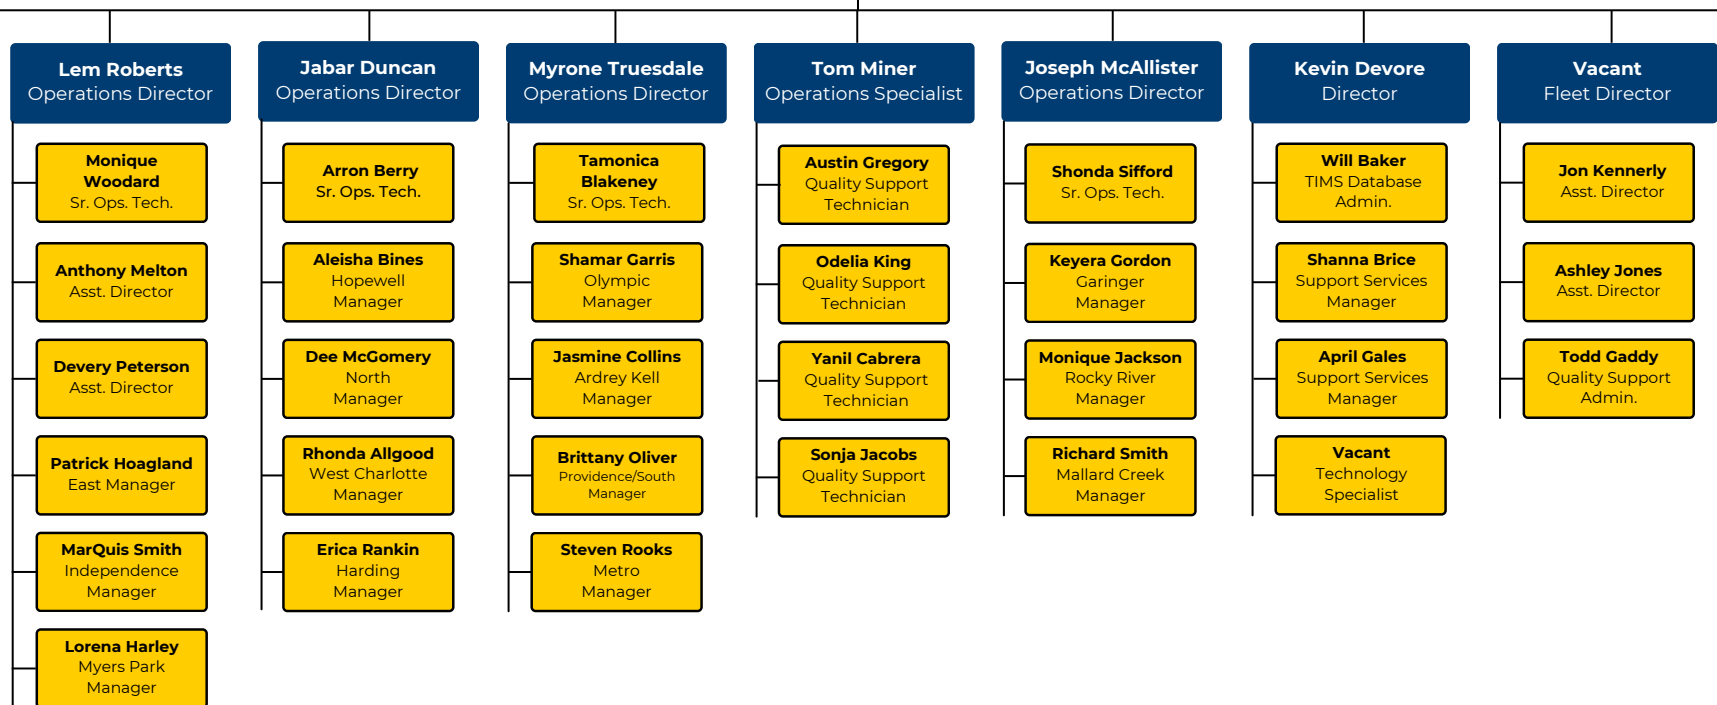 Lem Roberts
Operations Director
Monique
Woodard
Sr. Ops. Tech.
Anthony Melton
Asst. Director
Devery Peterson
Asst. Director
Patrick Hoagland
East Manager
MarQuis Smith
Independence
Manager
Lorena Harley
Myers Park
Manager
Jabar Duncan
Operations Director
Arron Berry
Sr. Ops. Tech.
Aleisha Bines
Hopewell
Manager
Dee McGomery
North
Manager
Rhonda Allgood
West Charlotte
Manager
Erica Rankin
Harding
Manager
Myrone Truesdale
Operations Director
Tamonica
Blakeney
Sr. Ops. Tech.
Shamar Garris
Olympic
Manager
Jasmine Collins
Ardrey Kell
Manager
Brittany Oliver
Providence/South
Manager
Steven Rooks
Metro
Manager
Tom Miner
Operations Specialist
Austin Gregory
Quality Support
Technician
Odelia King
Quality Support
Technician
Yanil Cabrera
Quality Support
Technician
Sonja Jacobs
Quality Support
Technician
Joseph McAllister
Operations Director
Shonda Sifford
Sr. Ops. Tech.
Keyera Gordon
Garinger
Manager
Monique Jackson
Rocky River
Manager
Richard Smith
Mallard Creek
Manager
Kevin Devore
Director
Will Baker
TIMS Database
Admin.
Shanna Brice
Support Services
Manager
April Gales
Support Services
Manager
Vacant
Technology
Specialist
Vacant
Fleet Director
Jon Kennerly
Asst. Director
Ashley Jones
Asst. Director
Todd Gaddy
Quality Support
Admin.